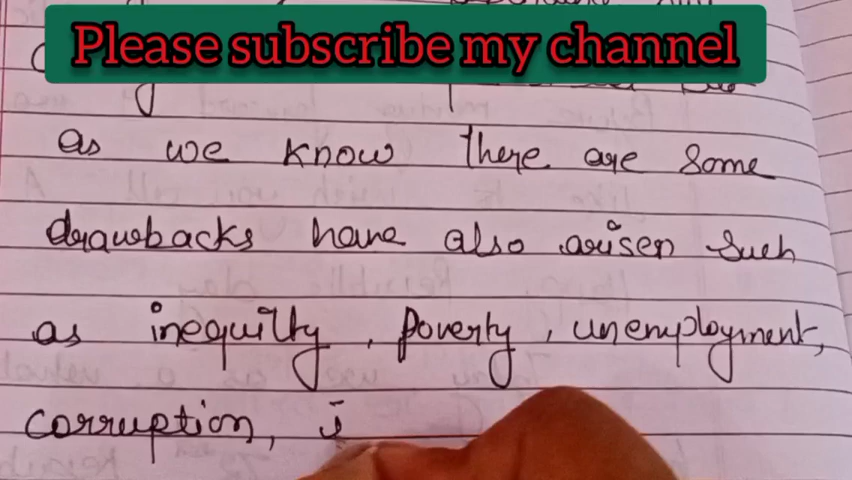 Please subscribe my channel
as we know there are some
drawbacks have also arisen such
as inequilty, poverty, unemployment,
corruption, i